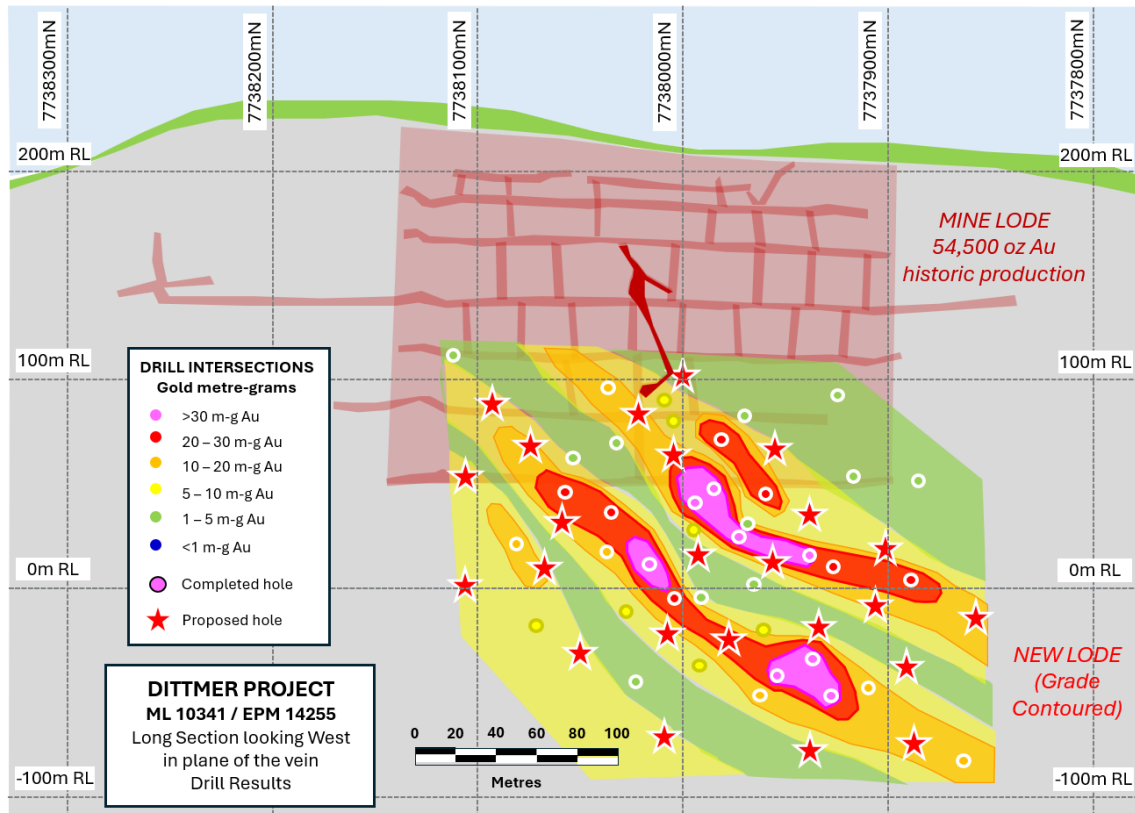 7738300mN
7738200mN
7738100mN
7738000mN
7737900mN
7737800mN
200m RL
200m RL
MINE LODE
54,500 oz Au
historic production
100m RL
100m RL
DRILL INTERSECTIONS
Gold metre-grams
>30 m-g Au
20 – 30 m-g Au
10 – 20 m-g Au
5 – 10 m-g Au
1 – 5 m-g Au
<1 m-g Au
Completed hole
Proposed hole
0m RL
0m RL
NEW LODE
(Grade
Contoured)
DITTMER PROJECT
ML 10341 / EPM 14255
Long Section looking West
in plane of the vein
Drill Results
0 20 40 60 80 100
Metres
-100m RL
-100m RL